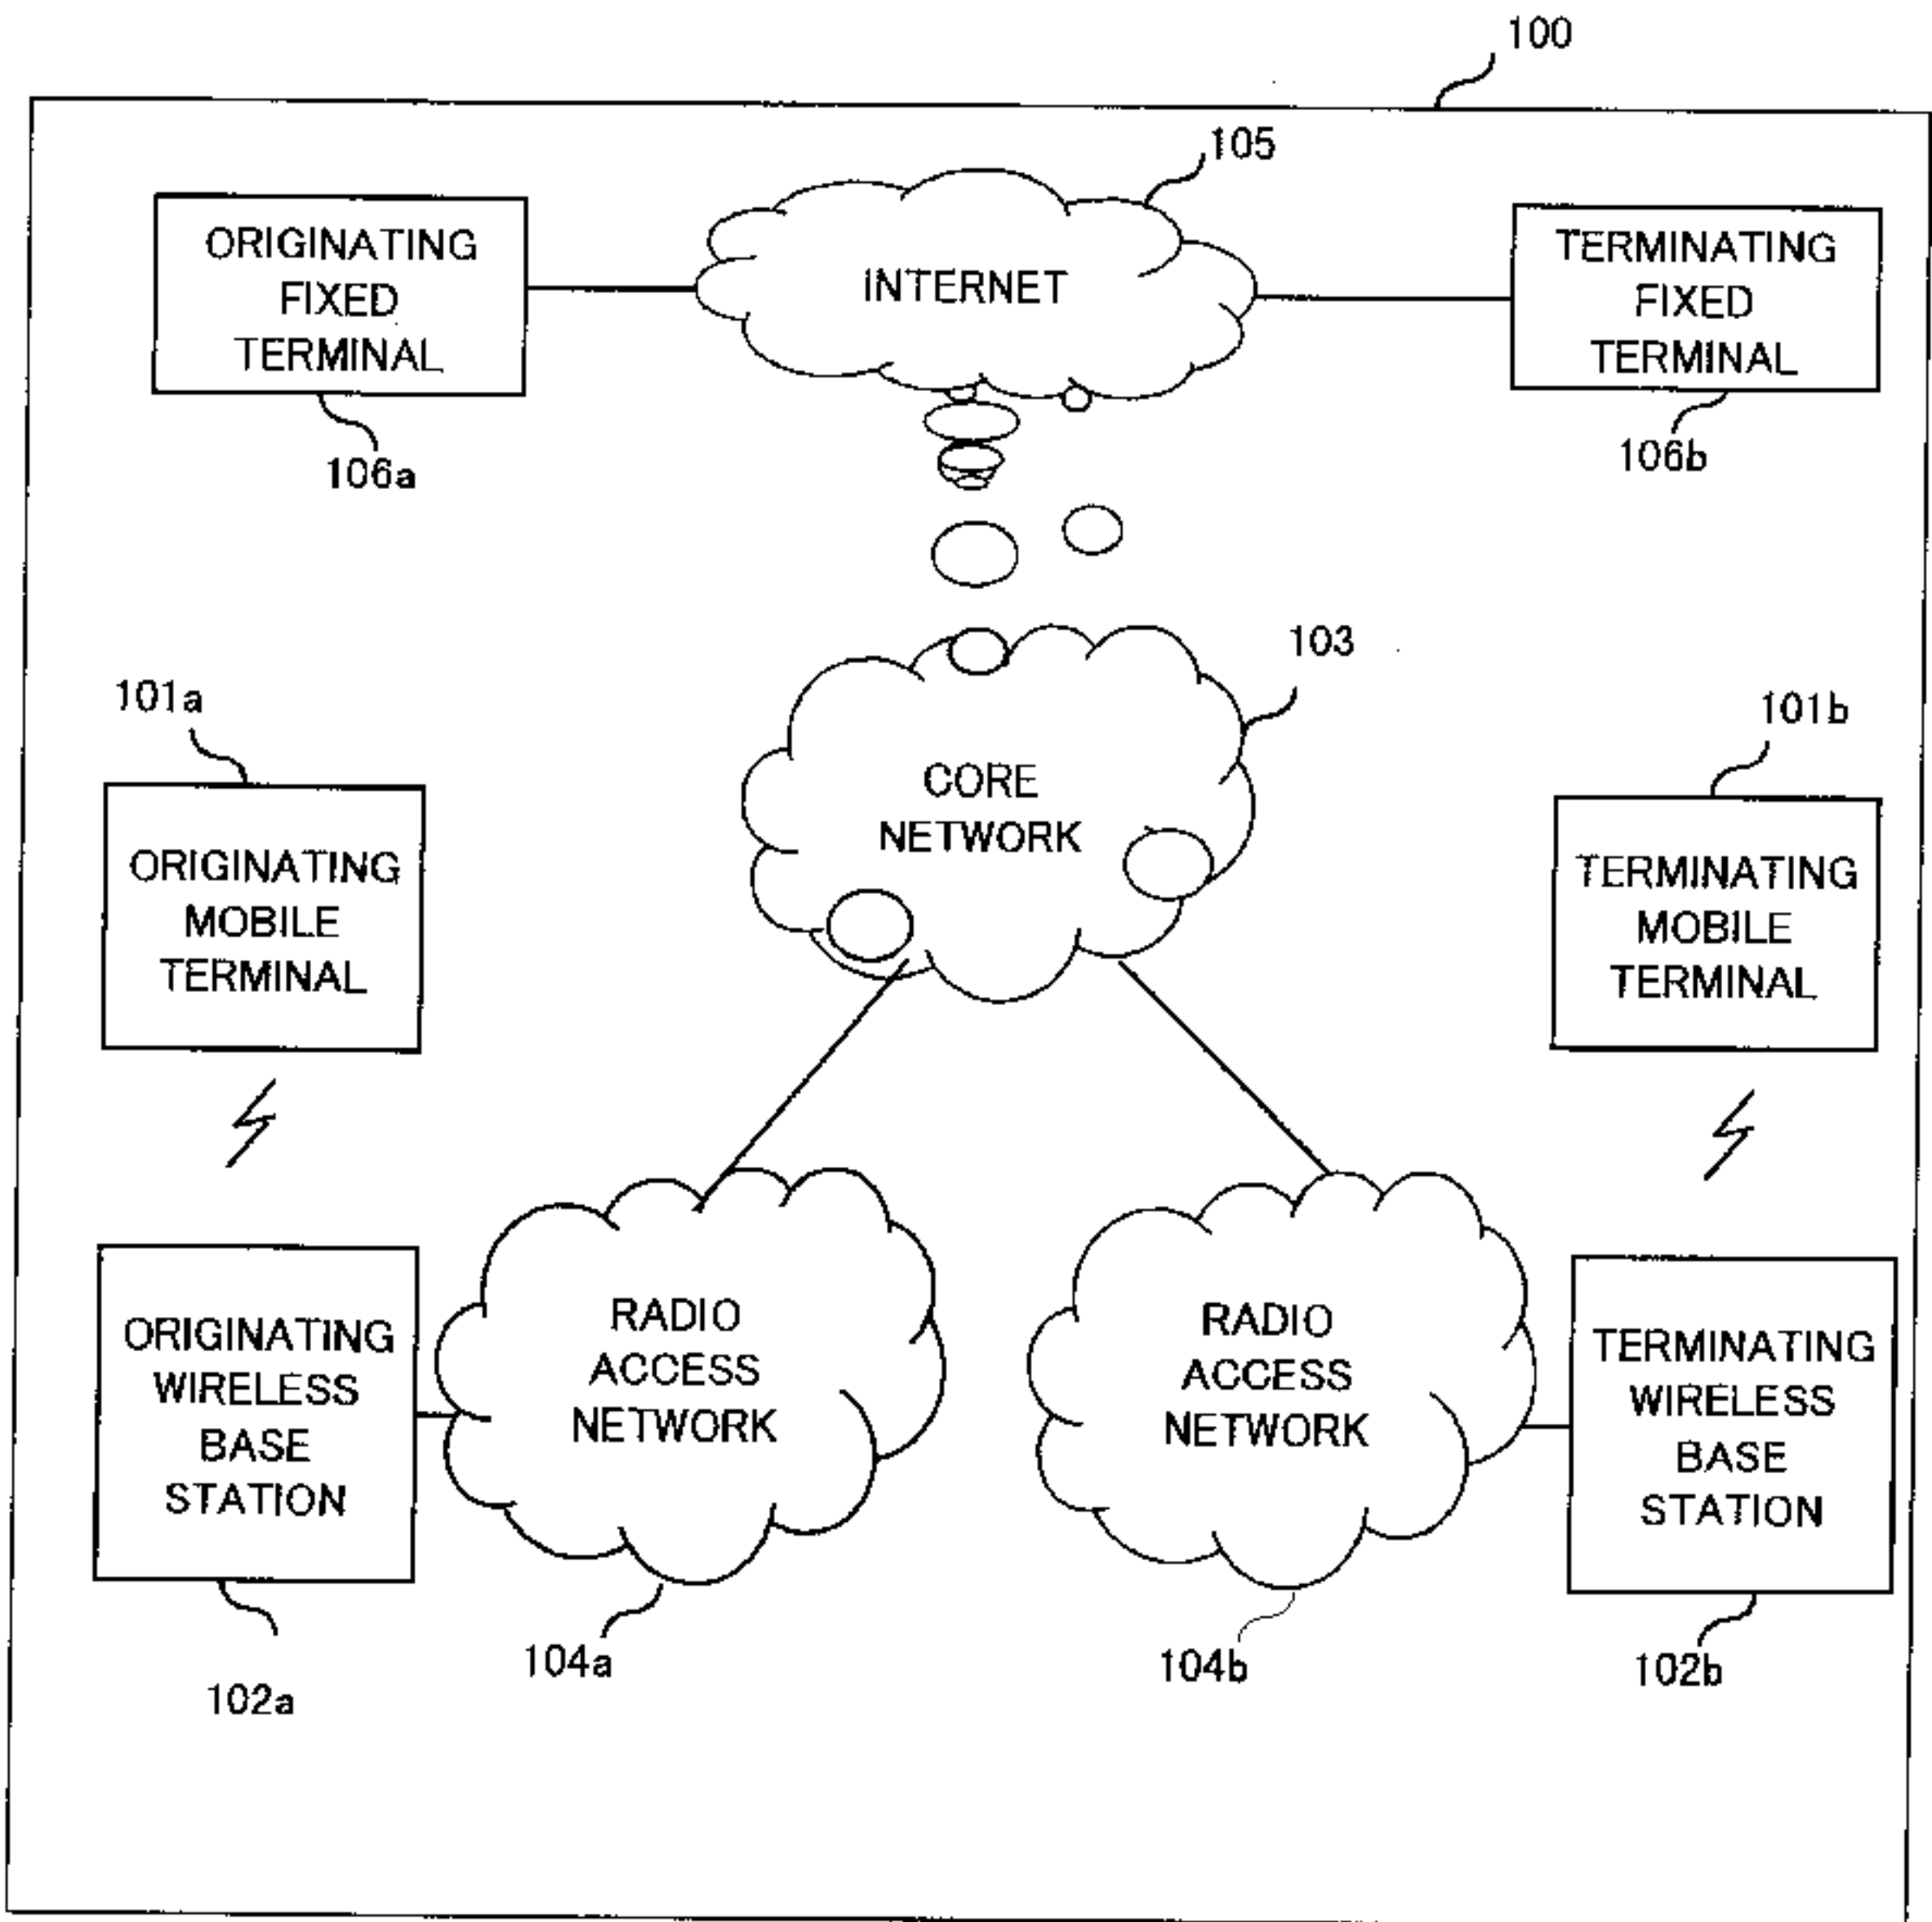 100
105
ORIGINATING
FIXED
TERMINAL
INTERNET
TERMINATING
FIXED
TERMINAL
106a
106b
103
101a
101b
CORE
NETWORK
ORIGINATING
MOBILE
TERMINAL
TERMINATING
MOBILE
TERMINAL
ORIGINATING
WIRELESS
BASE
STATION
RADIO
ACCESS
NETWORK
RADIO
ACCESS
NETWORK
TERMINATING
WIRELESS
BASE
STATION
102a
104a
104b
102b